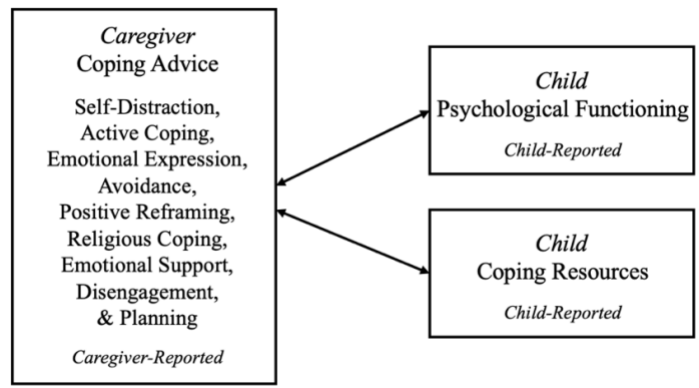 Caregiver
Coping Advice
Self-Distraction,
Active Coping,
Emotional Expression,
Avoidance,
Positive Reframing,
Religious Coping,
Emotional Support,
Disengagement,
& Planning
Caregiver-Reported
Child
Psychological Functioning
Child-Reported
Child
Coping Resources
Child-Reported